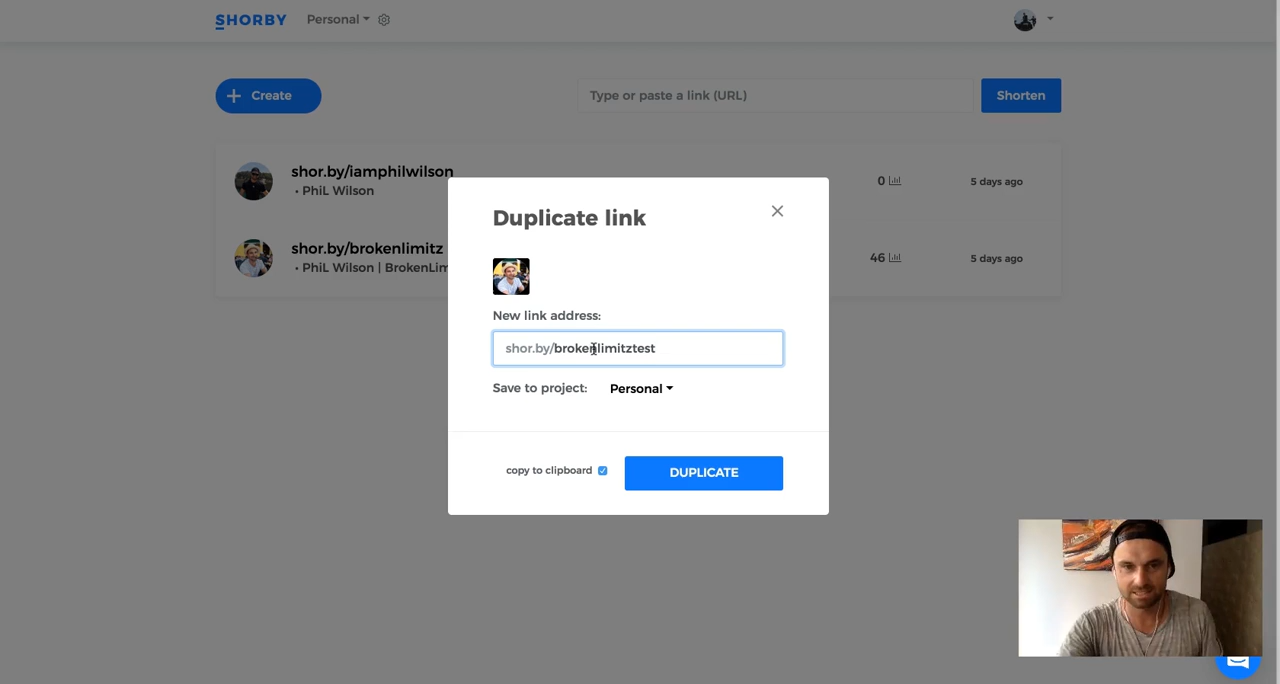 SHORBY Personal
Create
Type or paste a link (URL)
Shorten
shor.by/iamphilwilson
• PhiL Wilson
0
5 days ago
shor.by/brokenlimitz
• PhiL Wilson | BrokenLim
46
5 days ago
Duplicate link
New link address:
shor.by/brokenlimitztest
Save to project: Personal
copy to clipboard
DUPLICATE